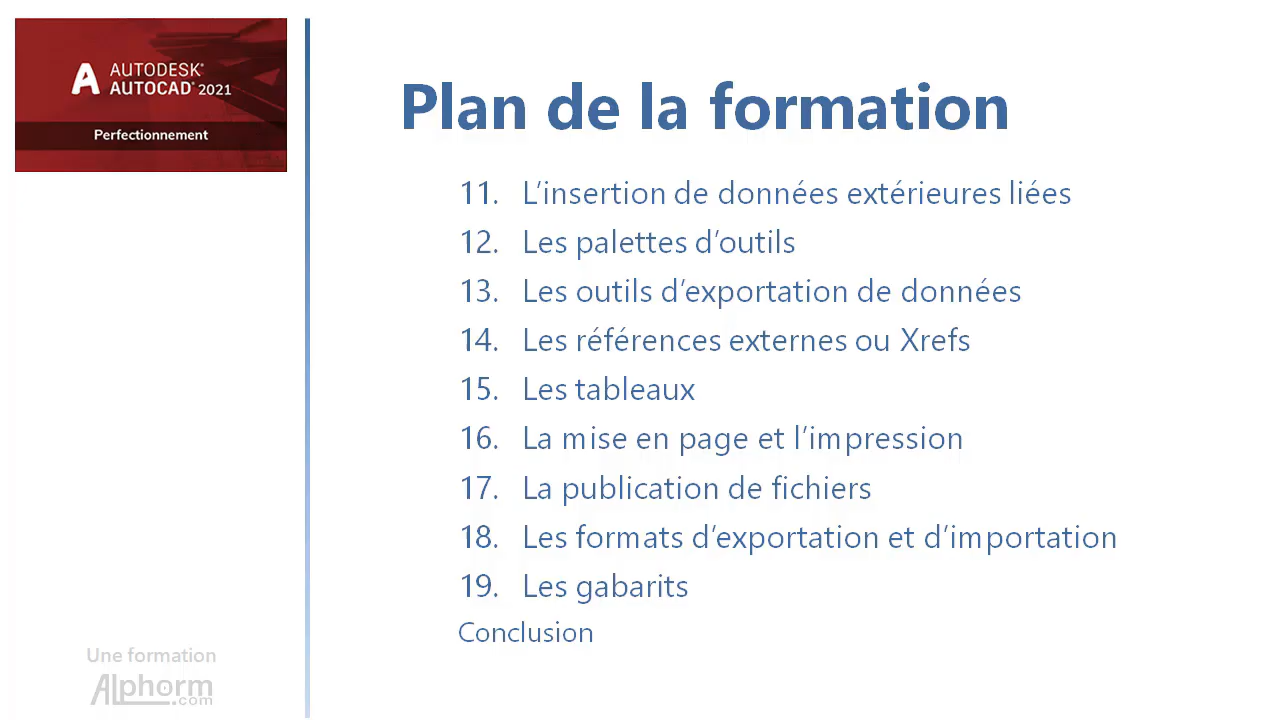 AUTODESK®
AUTOCAD® 2021
Perfectionnement
Plan de la formation
11. L’insertion de données extérieures liées
12. Les palettes d’outils
13. Les outils d’exportation de données
14. Les références externes ou Xrefs
15. Les tableaux
16. La mise en page et l’impression
17. La publication de fichiers
18. Les formats d’exportation et d’importation
19. Les gabarits
Conclusion
Une formation
Alphorm.com